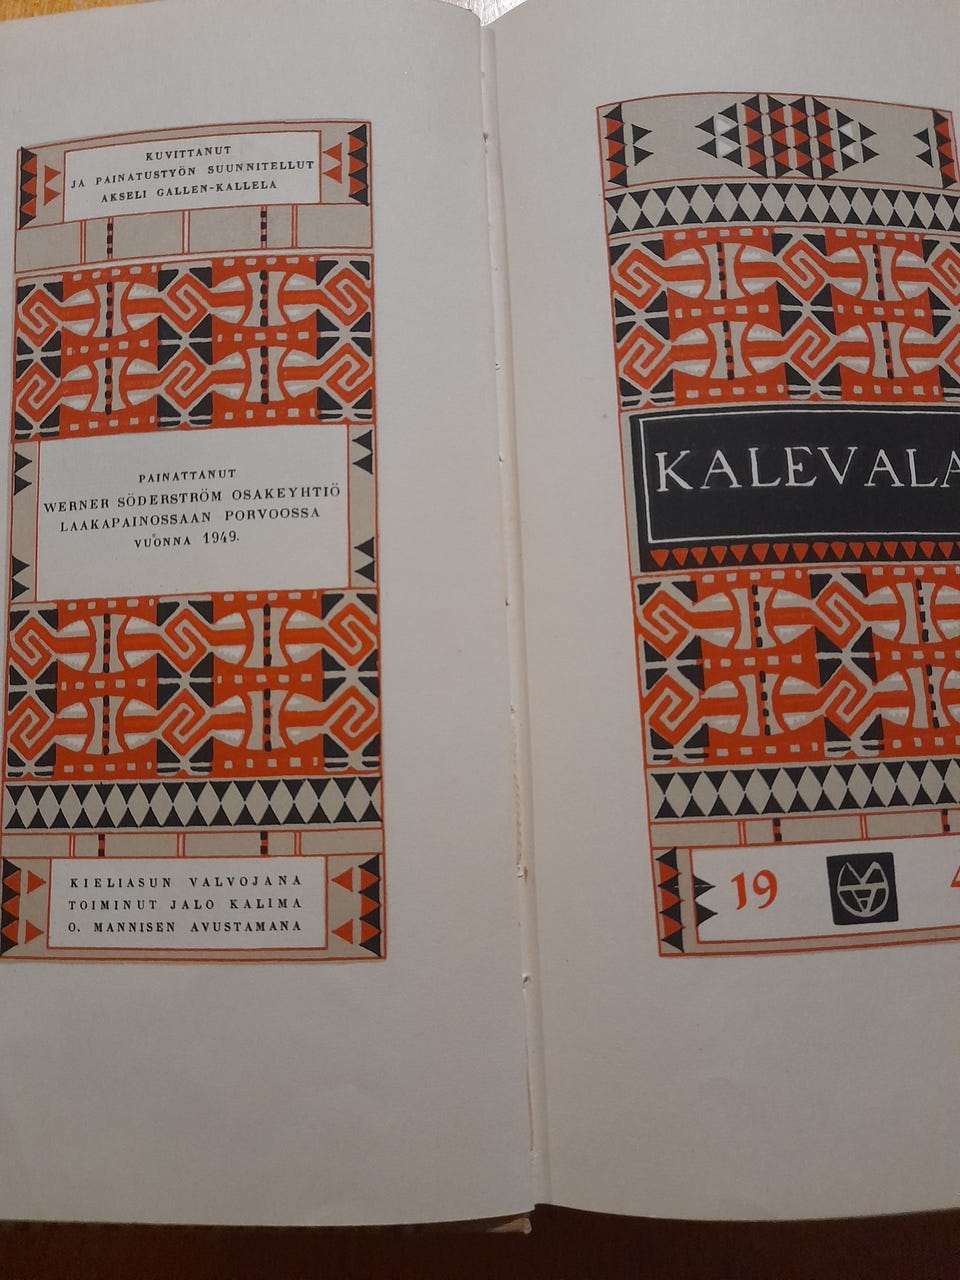 KUVITTANUT
JA PAINATUSTYÖN SUUNNITELLUT
AKSELI GALLEN-KALLELA
PAINATTANUT
WERNER SÖDERSTRÖM OSAKEYHTIÖ
LAAKAPAINOSSAAN PORVOOSSA
VUONNA 1949.
KIELIASUN VALVOJANA
TOIMINUT JALO KALIMA
O. MANNISEN AVUSTAMANA
KALEVALA
19